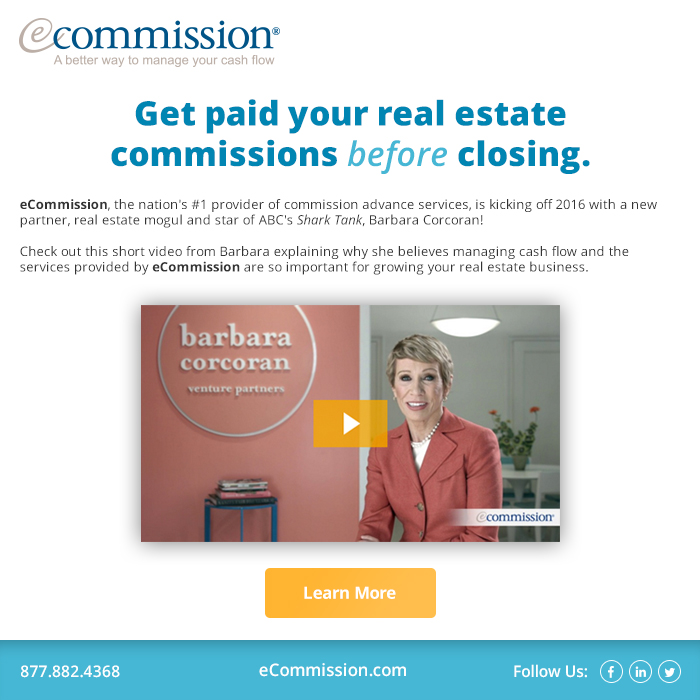 ecommission®
A better way to manage your cash flow
Get paid your real estate
commissions before closing.
eCommission, the nation's #1 provider of commission advance services, is kicking off 2016 with a new
partner, real estate mogul and star of ABC's Shark Tank, Barbara Corcoran!
Check out this short video from Barbara explaining why she believes managing cash flow and the
services provided by eCommission are so important for growing your real estate business.
barbara
corcoran
venture partners
ecommission®
Learn More
877.882.4368
eCommission.com
Follow Us:
f
in